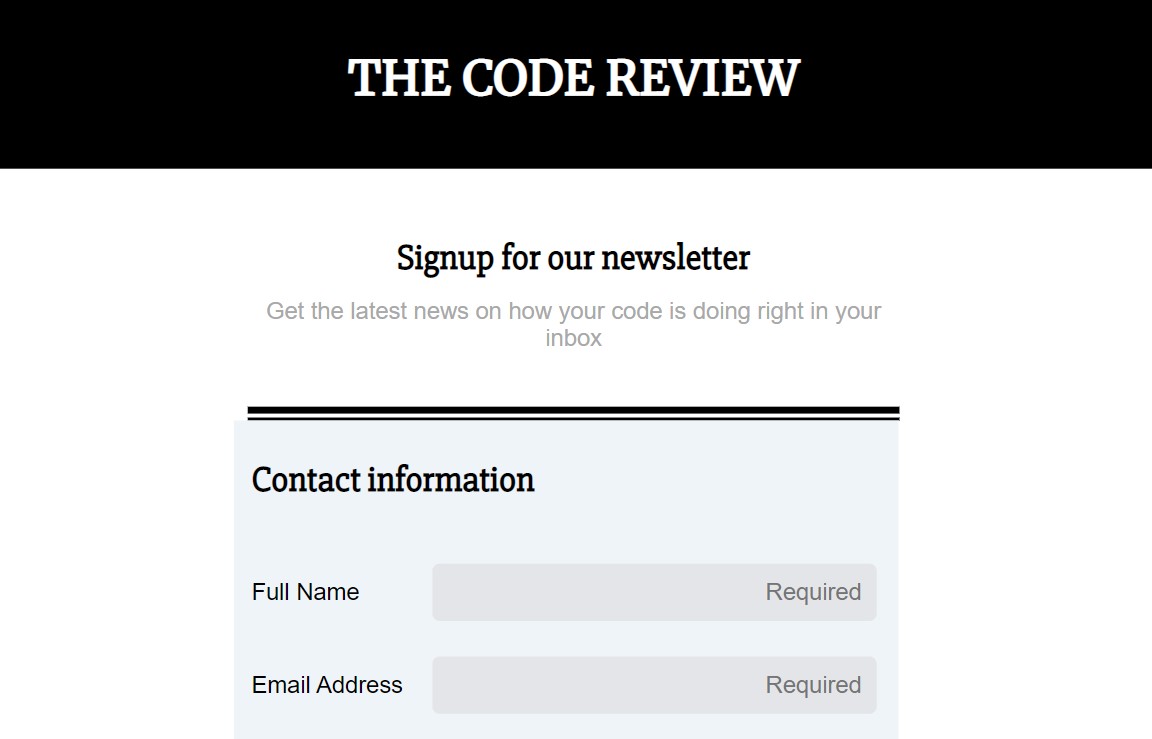 THE CODE REVIEW
Signup for our newsletter
Get the latest news on how your code is doing right in your
inbox
Contact information
Full Name Required
Email Address Required